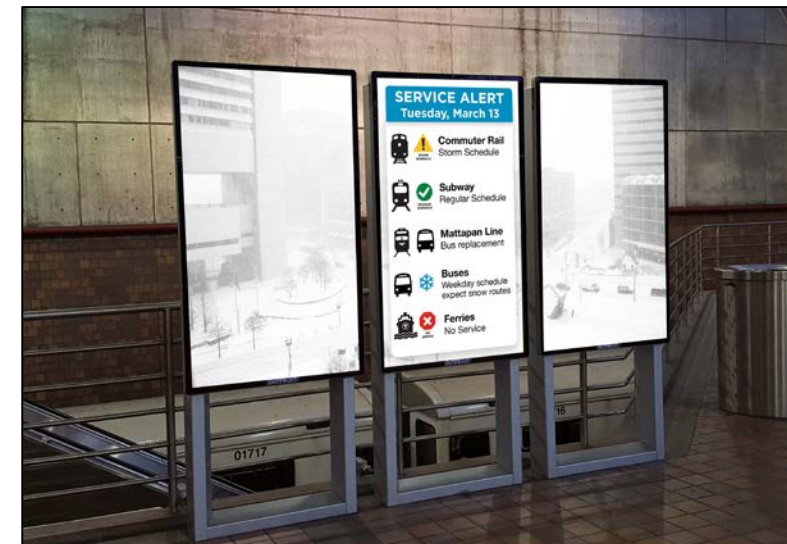 SERVICE ALERT
Tuesday, March 13
Commuter Rail
Storm Schedule
Subway
Regular Schedule
Mattapan Line
Bus replacement
Buses
Weekday schedule
expect snow routes
Ferries
No Service
01717
16